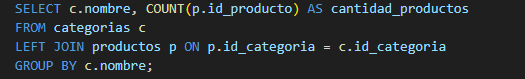 SELECT c.nombre, COUNT(p.id_producto) AS cantidad_productos
FROM categorias c
LEFT JOIN productos p ON p.id_categoria = c.id_categoria
GROUP BY c.nombre;